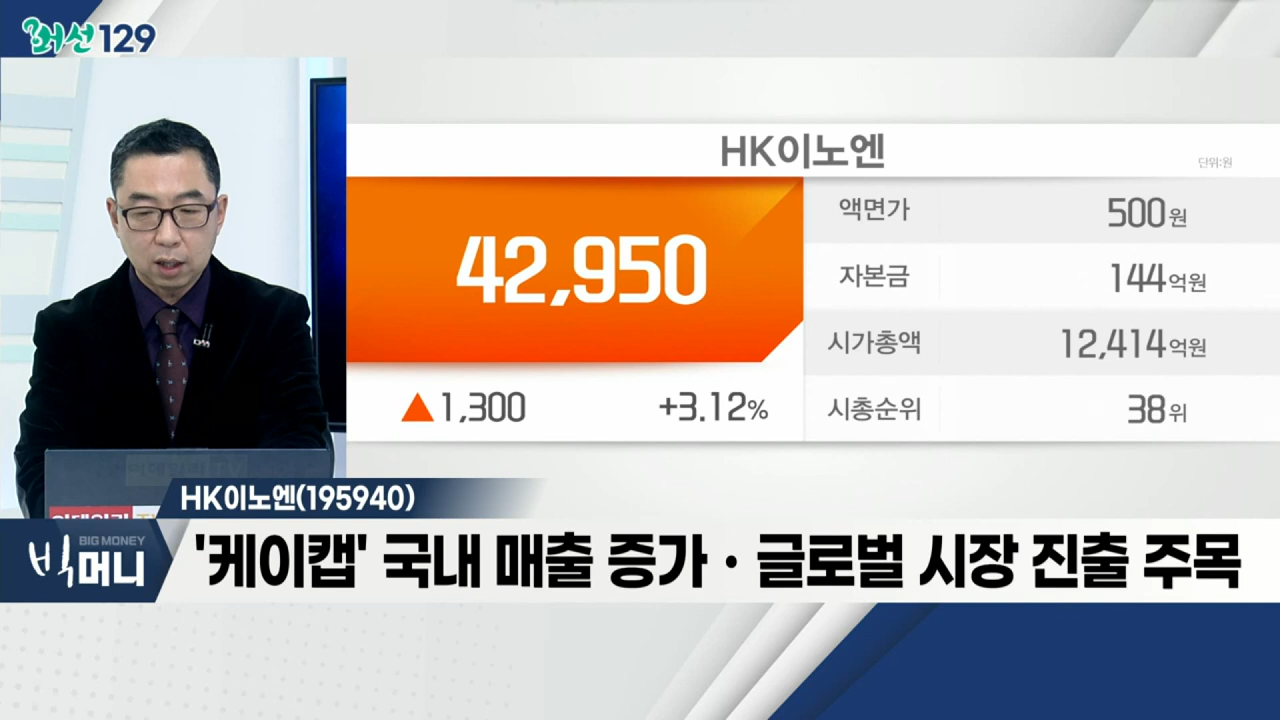 머선129
HK이노엔
단위:원
42,950
▲1,300 +3.12%
액면가 500원
자본금 144억원
시가총액 12,414억원
시총순위 38위
HK이노엔(195940)
BIG MONEY
빅머니
'케이캡' 국내 매출 증가·글로벌 시장 진출 주목